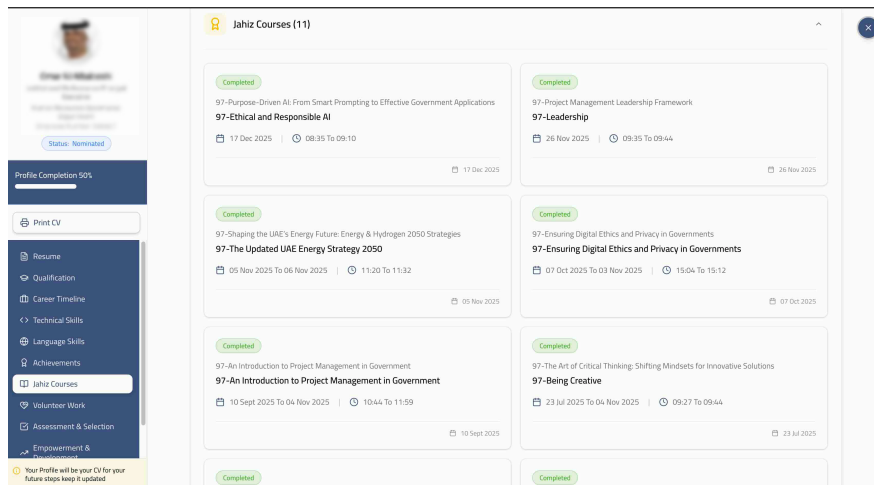 Status: Nominated
Profile Completion 50%
Print CV
Resume
Qualification
Career Timeline
Technical Skills
Language Skills
Achievements
Jahiz Courses
Volunteer Work
Assessment & Selection
Empowerment &
Development
Your Profile will be your CV for your
future steps keep it updated
Jahiz Courses (11)
Completed
97-Purpose-Driven AI: From Smart Prompting to Effective Government Applications
97-Ethical and Responsible AI
17 Dec 2025 | 08:35 To 09:10
17 Dec 2025
Completed
97-Project Management Leadership Framework
97-Leadership
26 Nov 2025 | 09:35 To 09:44
26 Nov 2025
Completed
97-Shaping the UAE's Energy Future: Energy & Hydrogen 2050 Strategies
97-The Updated UAE Energy Strategy 2050
05 Nov 2025 To 06 Nov 2025 | 11:20 To 11:32
05 Nov 2025
Completed
97-Ensuring Digital Ethics and Privacy in Governments
97-Ensuring Digital Ethics and Privacy in Governments
07 Oct 2025 To 03 Nov 2025 | 15:04 To 15:12
07 Oct 2025
Completed
97-An Introduction to Project Management in Government
97-An Introduction to Project Management in Government
10 Sept 2025 To 04 Nov 2025 | 10:44 To 11:59
10 Sept 2025
Completed
97-The Art of Critical Thinking: Shifting Mindsets for Innovative Solutions
97-Being Creative
23 Jul 2025 To 04 Nov 2025 | 09:27 To 09:44
23 Jul 2025
Completed
Completed